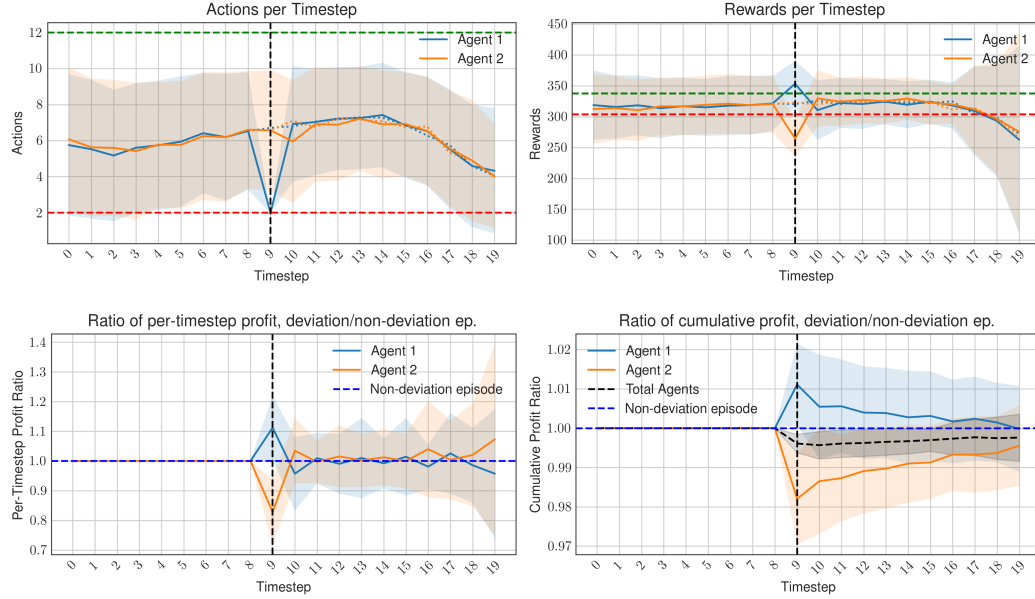 Actions per Timestep
12
10
8
6
4
2
Actions
Agent 1
Agent 2
0 1 2 3 4 5 6 7 8 9 10 11 12 13 14 15 16 17 18 19
Timestep
Rewards per Timestep
450
400
350
300
250
200
150
100
Rewards
Agent 1
Agent 2
0 1 2 3 4 5 6 7 8 9 10 11 12 13 14 15 16 17 18 19
Timestep
Ratio of per-timestep profit, deviation/non-deviation ep.
1.4
1.3
1.2
1.1
1.0
0.9
0.8
0.7
Per-Timestep Profit Ratio
Agent 1
Agent 2
Non-deviation episode
0 1 2 3 4 5 6 7 8 9 10 11 12 13 14 15 16 17 18 19
Timestep
Ratio of cumulative profit, deviation/non-deviation ep.
1.02
1.01
1.00
0.99
0.98
0.97
Cumulative Profit Ratio
Agent 1
Agent 2
Total Agents
Non-deviation episode
0 1 2 3 4 5 6 7 8 9 10 11 12 13 14 15 16 17 18 19
Timestep